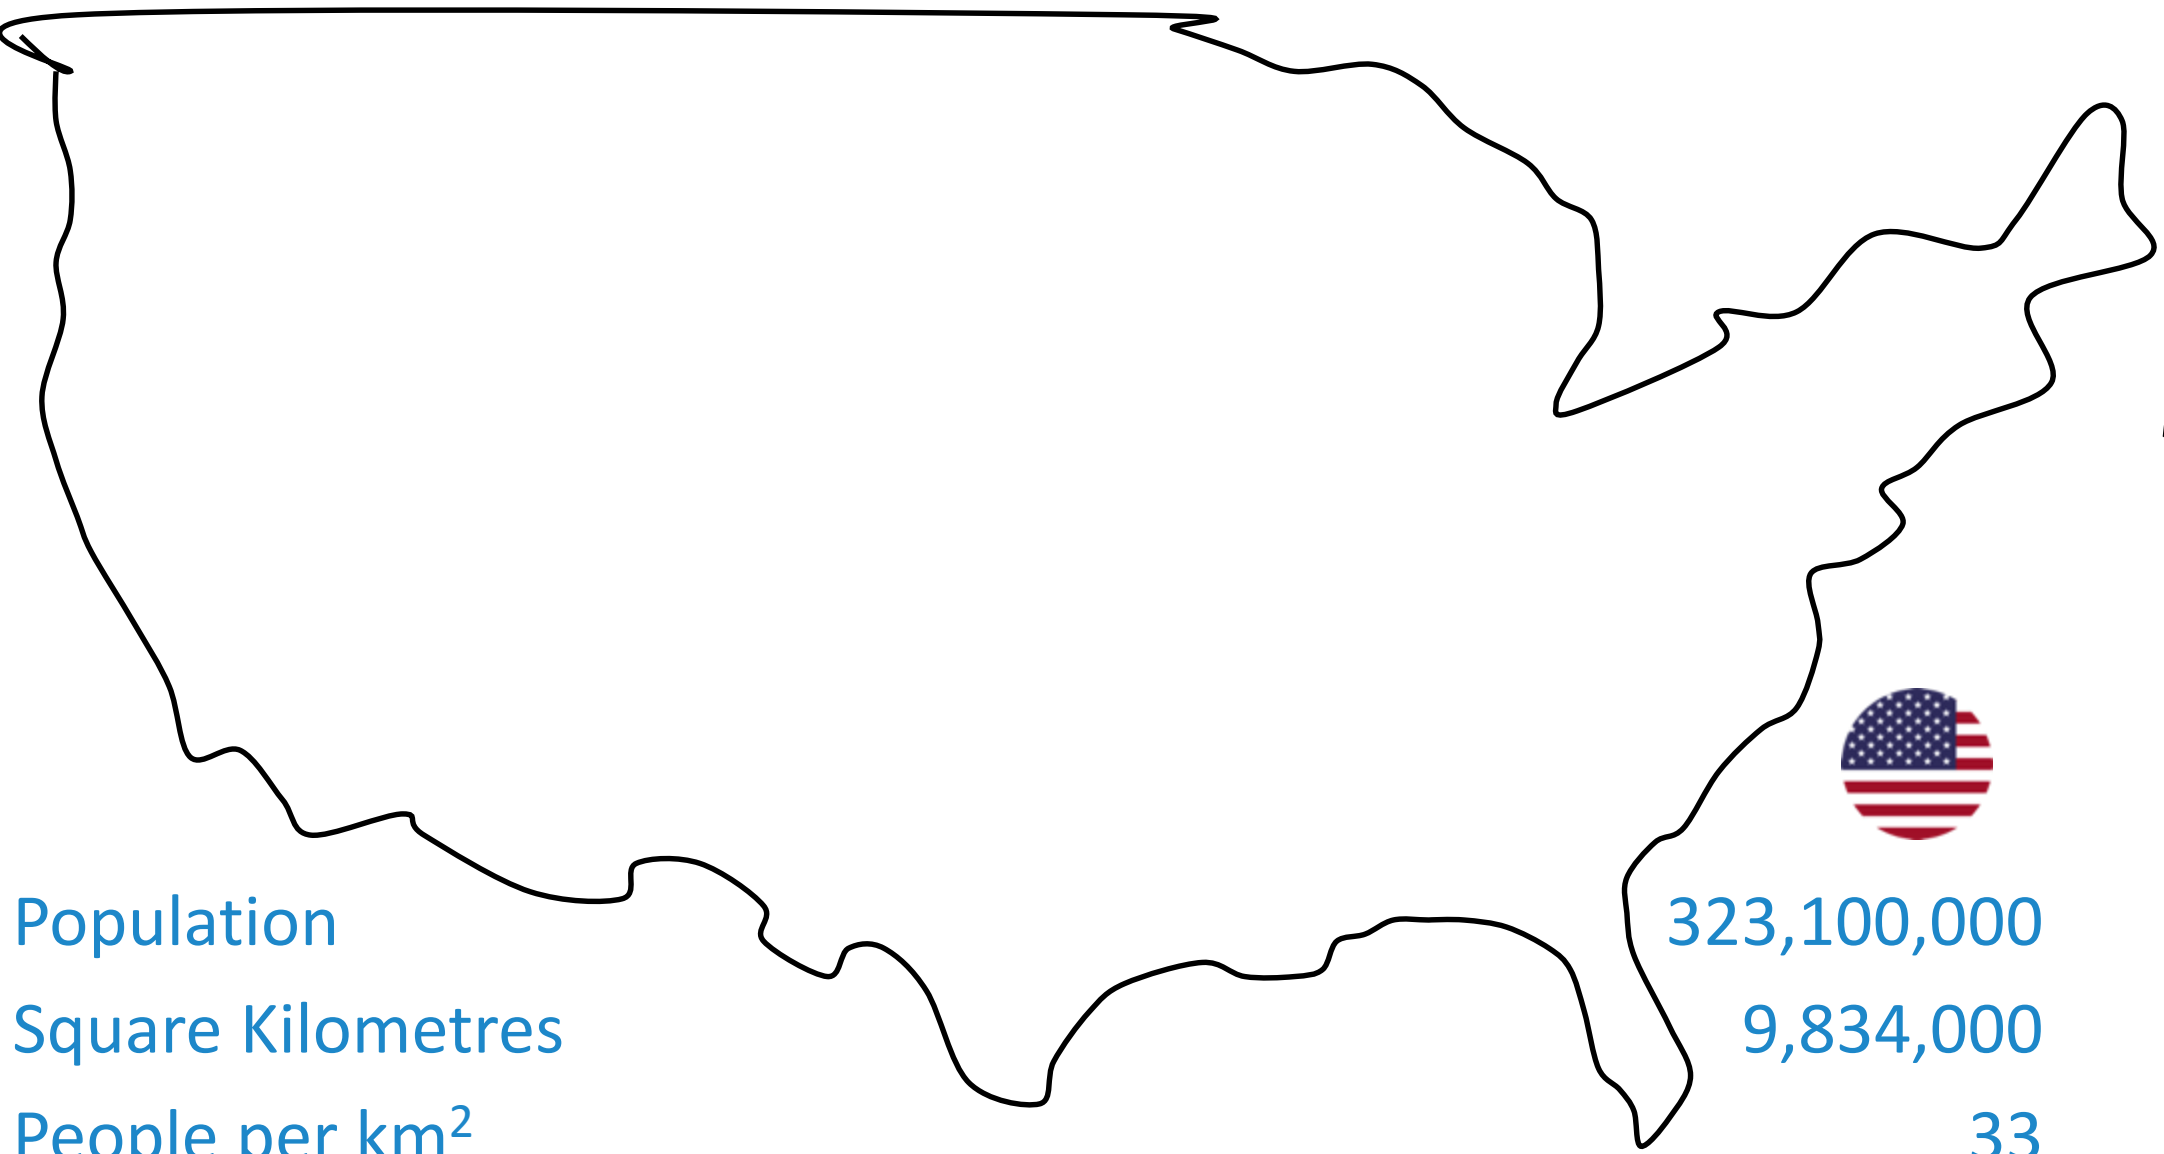 Population 323,100,000
Square Kilometres 9,834,000
People per km² 33